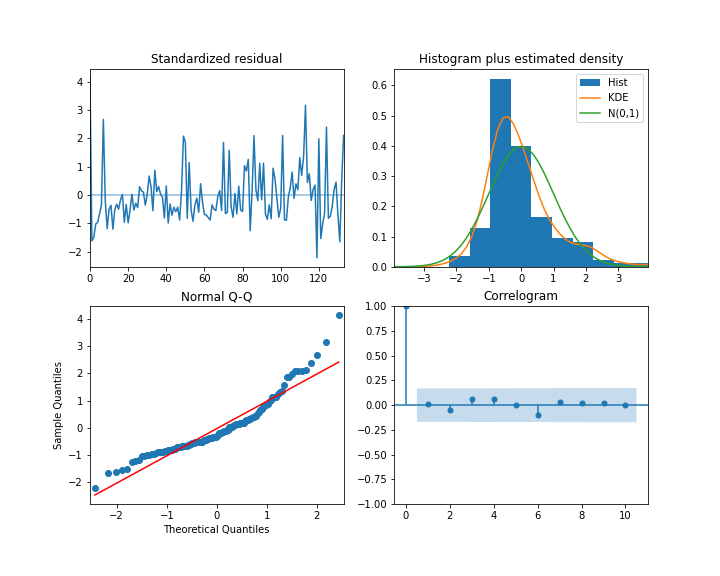 Standardized residual
4
3
2
1
0
−1
−2
0 20 40 60 80 100 120
Histogram plus estimated density
Hist
KDE
N(0,1)
0.6
0.5
0.4
0.3
0.2
0.1
0.0
−3 −2 −1 0 1 2 3
Normal Q-Q
Sample Quantiles
4
3
2
1
0
−1
−2
−2 −1 0 1 2
Theoretical Quantiles
Correlogram
1.00
0.75
0.50
0.25
0.00
−0.25
−0.50
−0.75
−1.00
0 2 4 6 8 10